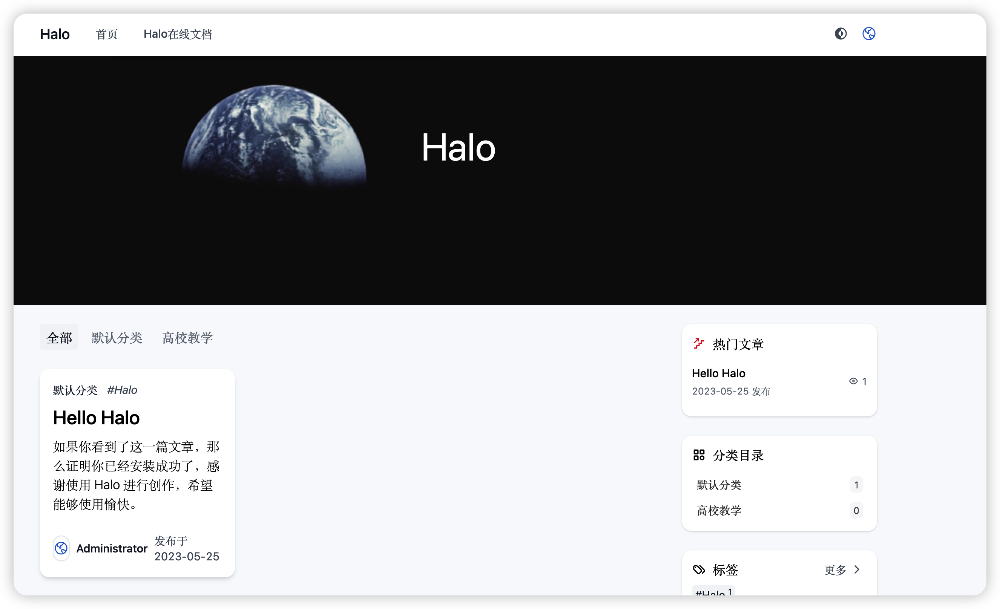 Halo 首页 Halo在线文档
Halo
全部 默认分类 高校教学
默认分类 #Halo
Hello Halo
如果你看到了这一篇文章，那
么证明你已经安装成功了，感
谢使用 Halo 进行创作，希望
能够使用愉快。
Administrator
发布于
2023-05-25
热门文章
Hello Halo
2023-05-25 发布
1
分类目录
默认分类 1
高校教学 0
标签 更多
#Halo 1